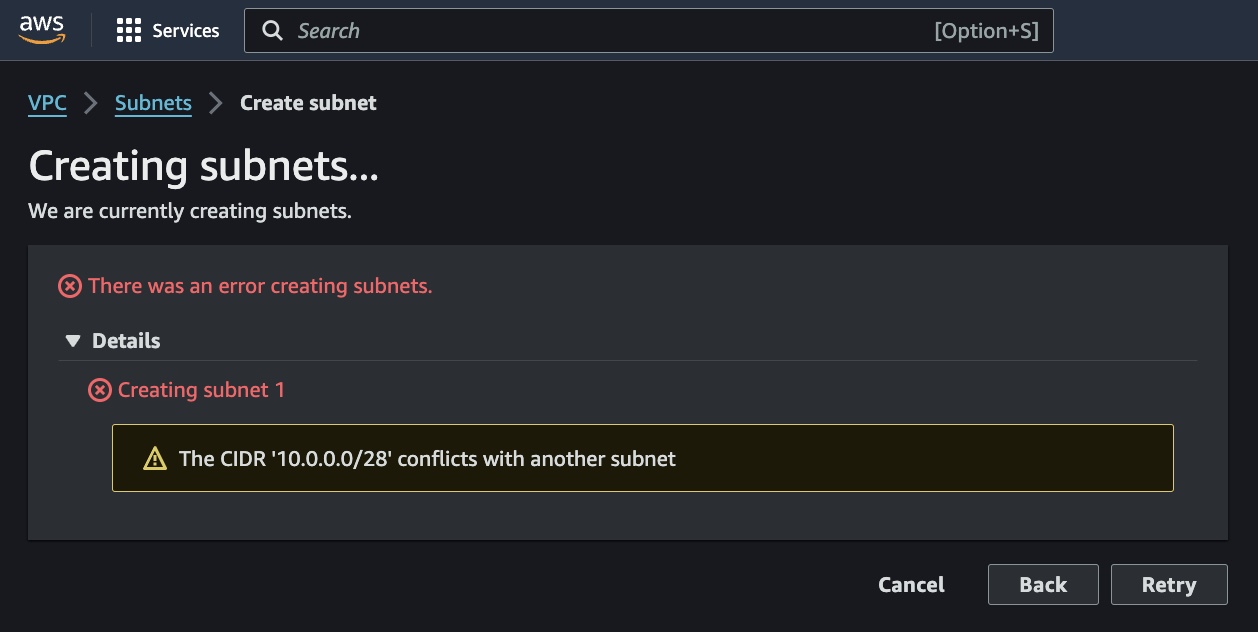 aws Services Search [Option+S]
VPC Subnets Create subnet
Creating subnets...
We are currently creating subnets.
There was an error creating subnets.
Details
Creating subnet 1
The CIDR '10.0.0.0/28' conflicts with another subnet
Cancel Back Retry